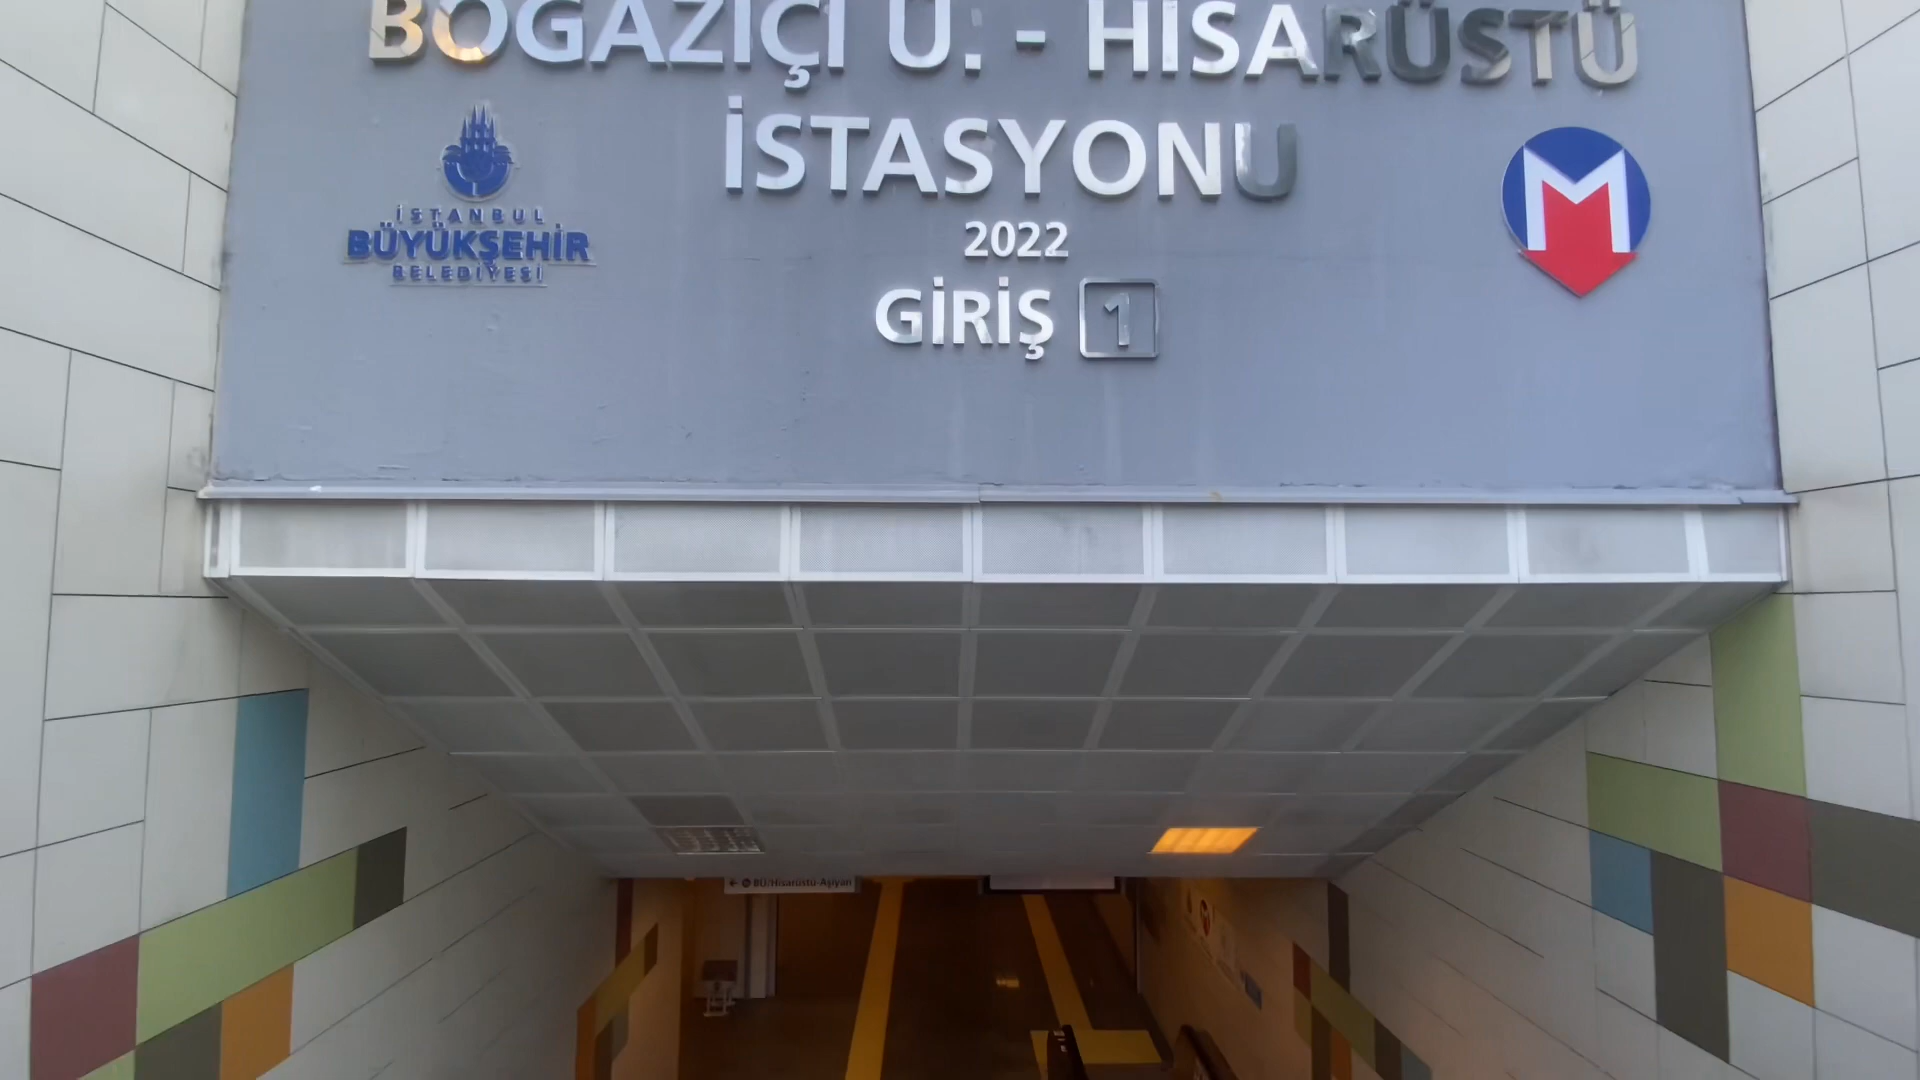 BOĞAZİÇİ Ü. - HİSARÜSTÜ
İSTASYONU
2022
GİRİŞ 1
İSTANBUL
BÜYÜKŞEHİR
BELEDİYESİ
M
← BÜ/Hisarüstü-Aşiyan